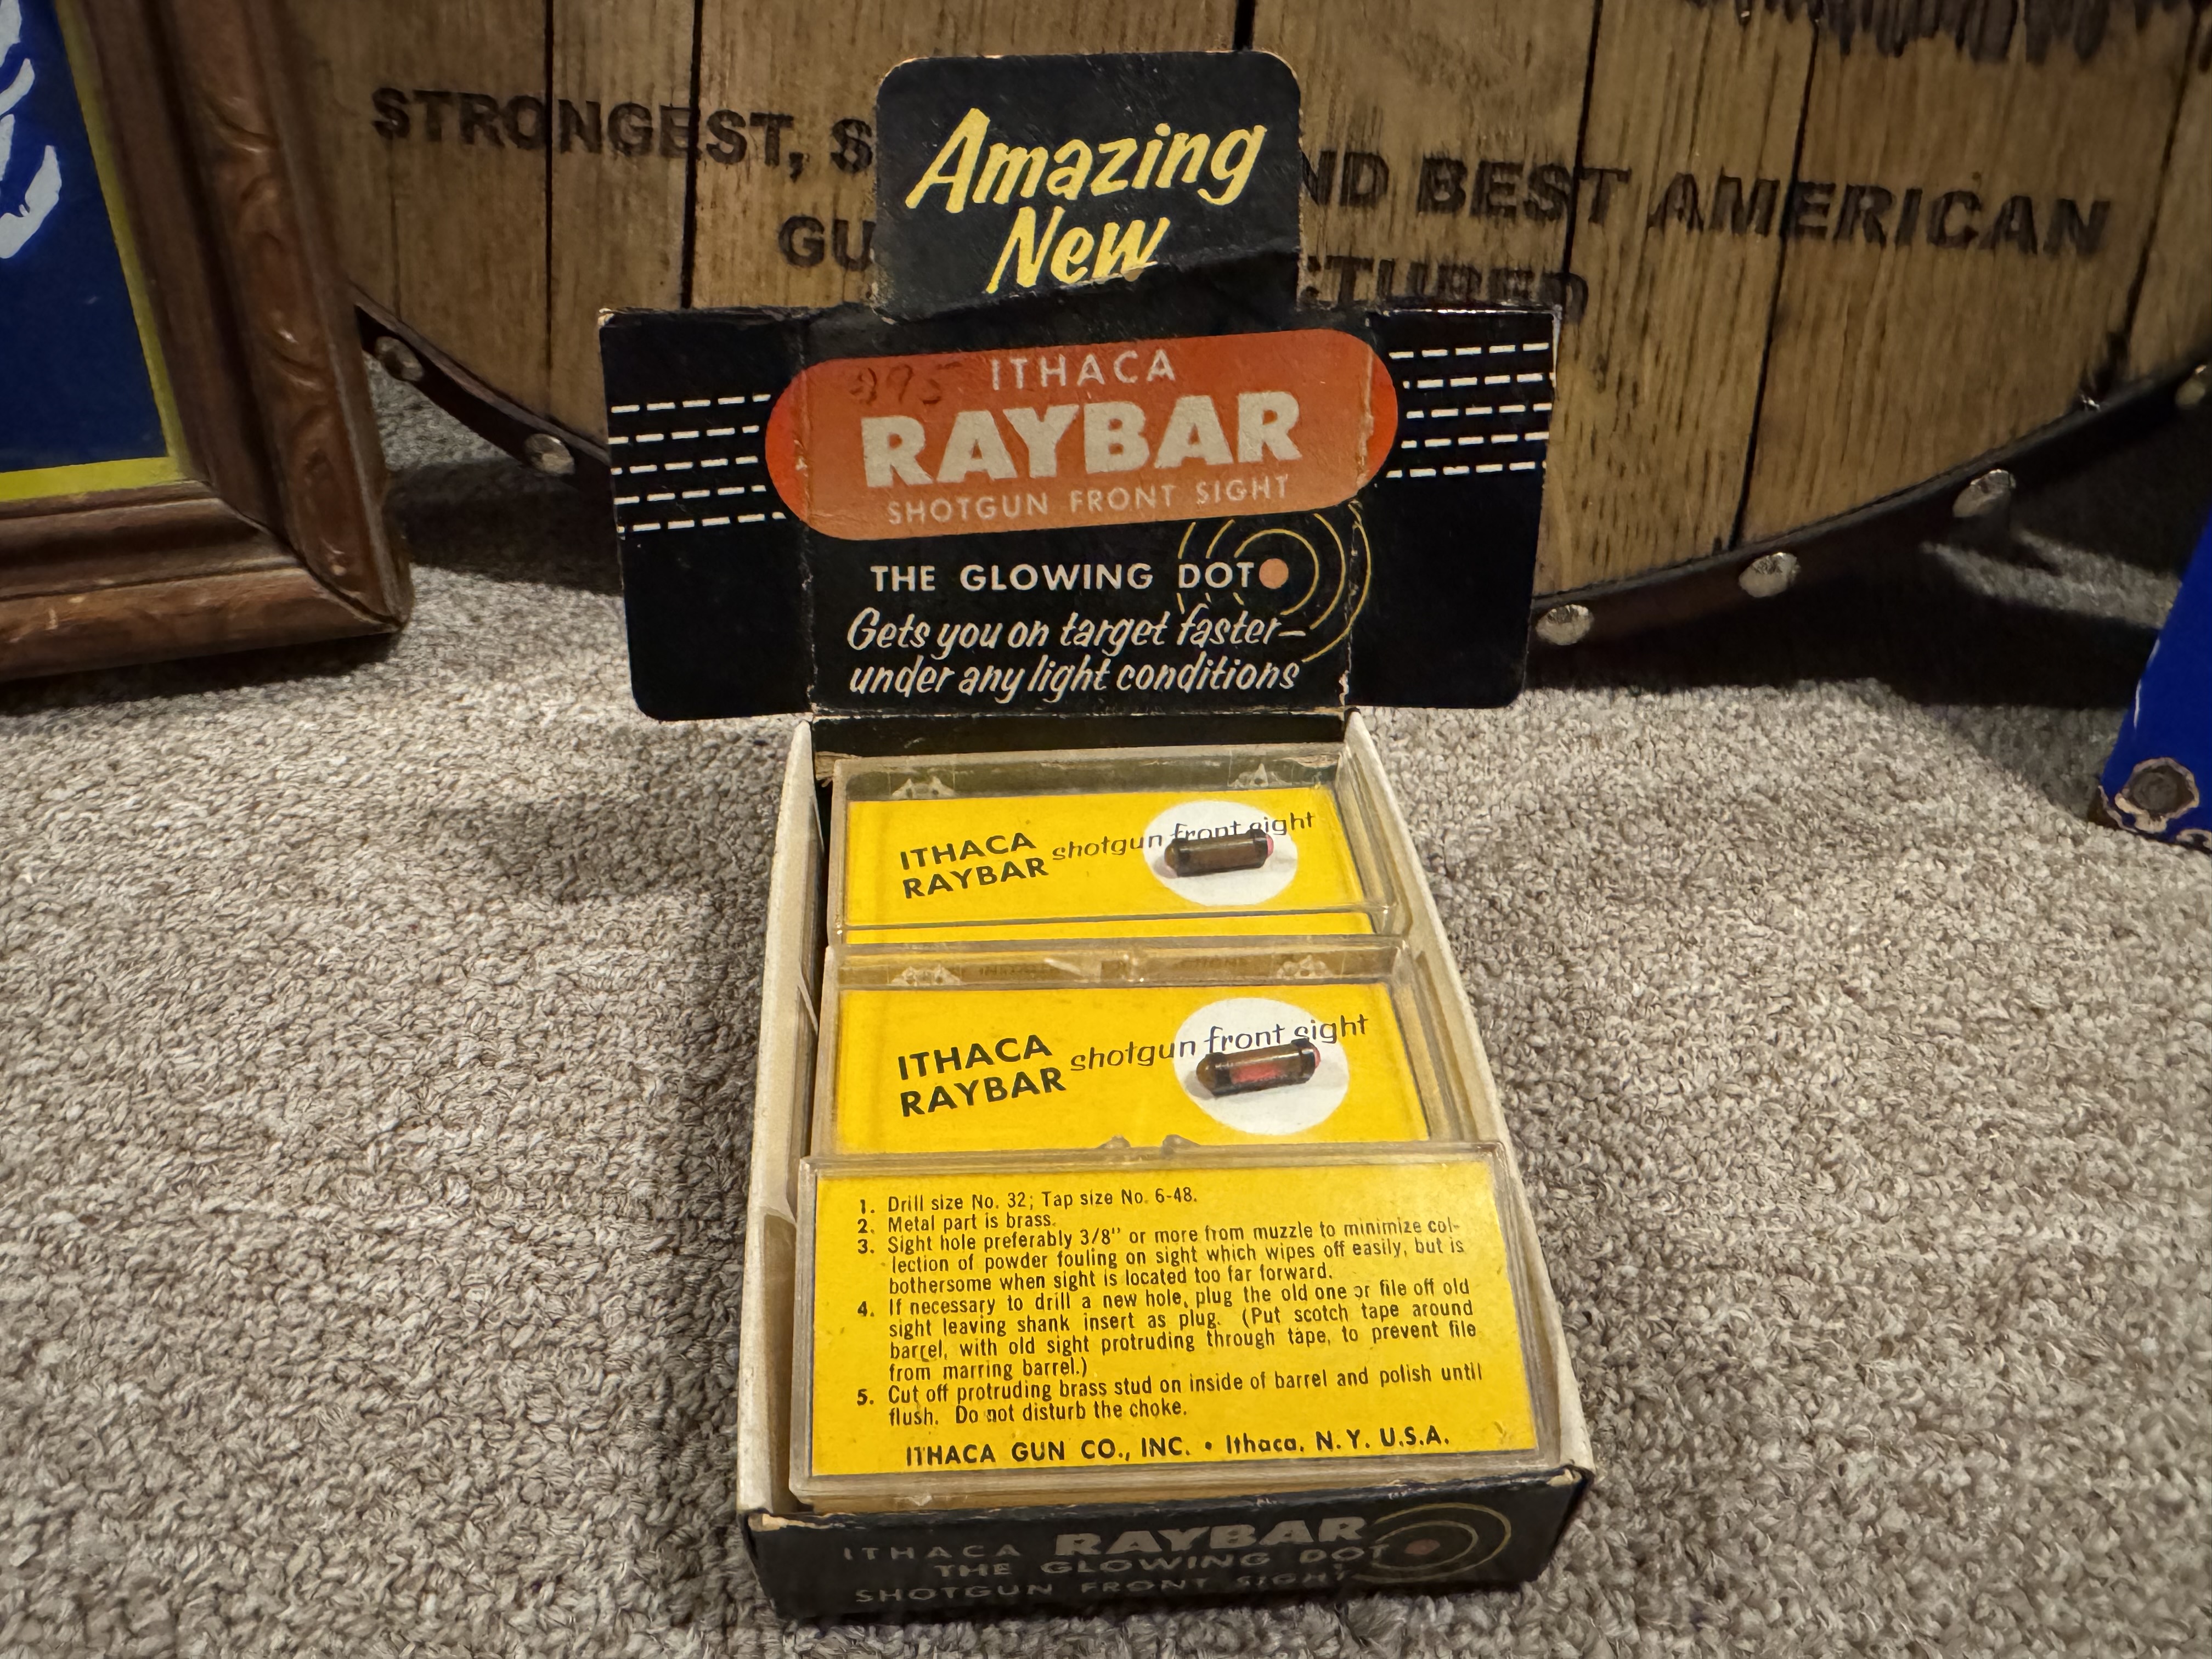 STRONGEST, S
ND BEST AMERICAN
GU
CTURED
Amazing
New
295
ITHACA
RAYBAR
SHOTGUN FRONT SIGHT
THE GLOWING DOT
Gets you on target faster—
under any light conditions
ITHACA
RAYBAR
shotgun front sight
ITHACA
RAYBAR
shotgun front sight
1. Drill size No. 32; Tap size No. 6-48.
2. Metal part is brass.
3. Sight hole preferably 3/8" or more from muzzle to minimize col-
lection of powder fouling on sight which wipes off easily, but is
bothersome when sight is located too far forward.
4. If necessary to drill a new hole, plug the old one or file off old
sight leaving shank insert as plug. (Put scotch tape around
barrel, with old sight protruding through tape, to prevent file
from marring barrel.)
5. Cut off protruding brass stud on inside of barrel and polish until
flush. Do not disturb the choke.
ITHACA GUN CO., INC. • Ithaca, N.Y. U.S.A.
ITHACA RAYBAR
THE GLOWING DOT
SHOTGUN FRONT SIGHT